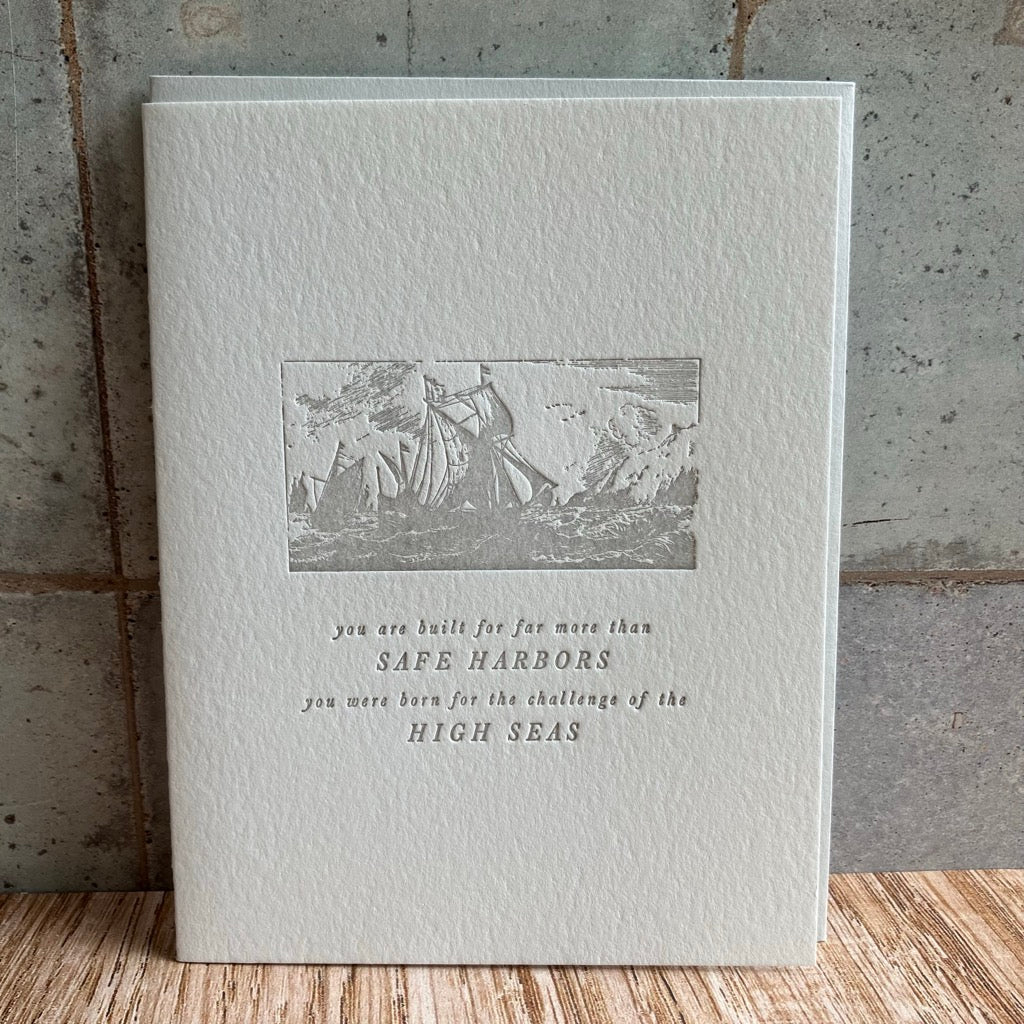 you are built for far more than
SAFE HARBORS
you were born for the challenge of the
HIGH SEAS